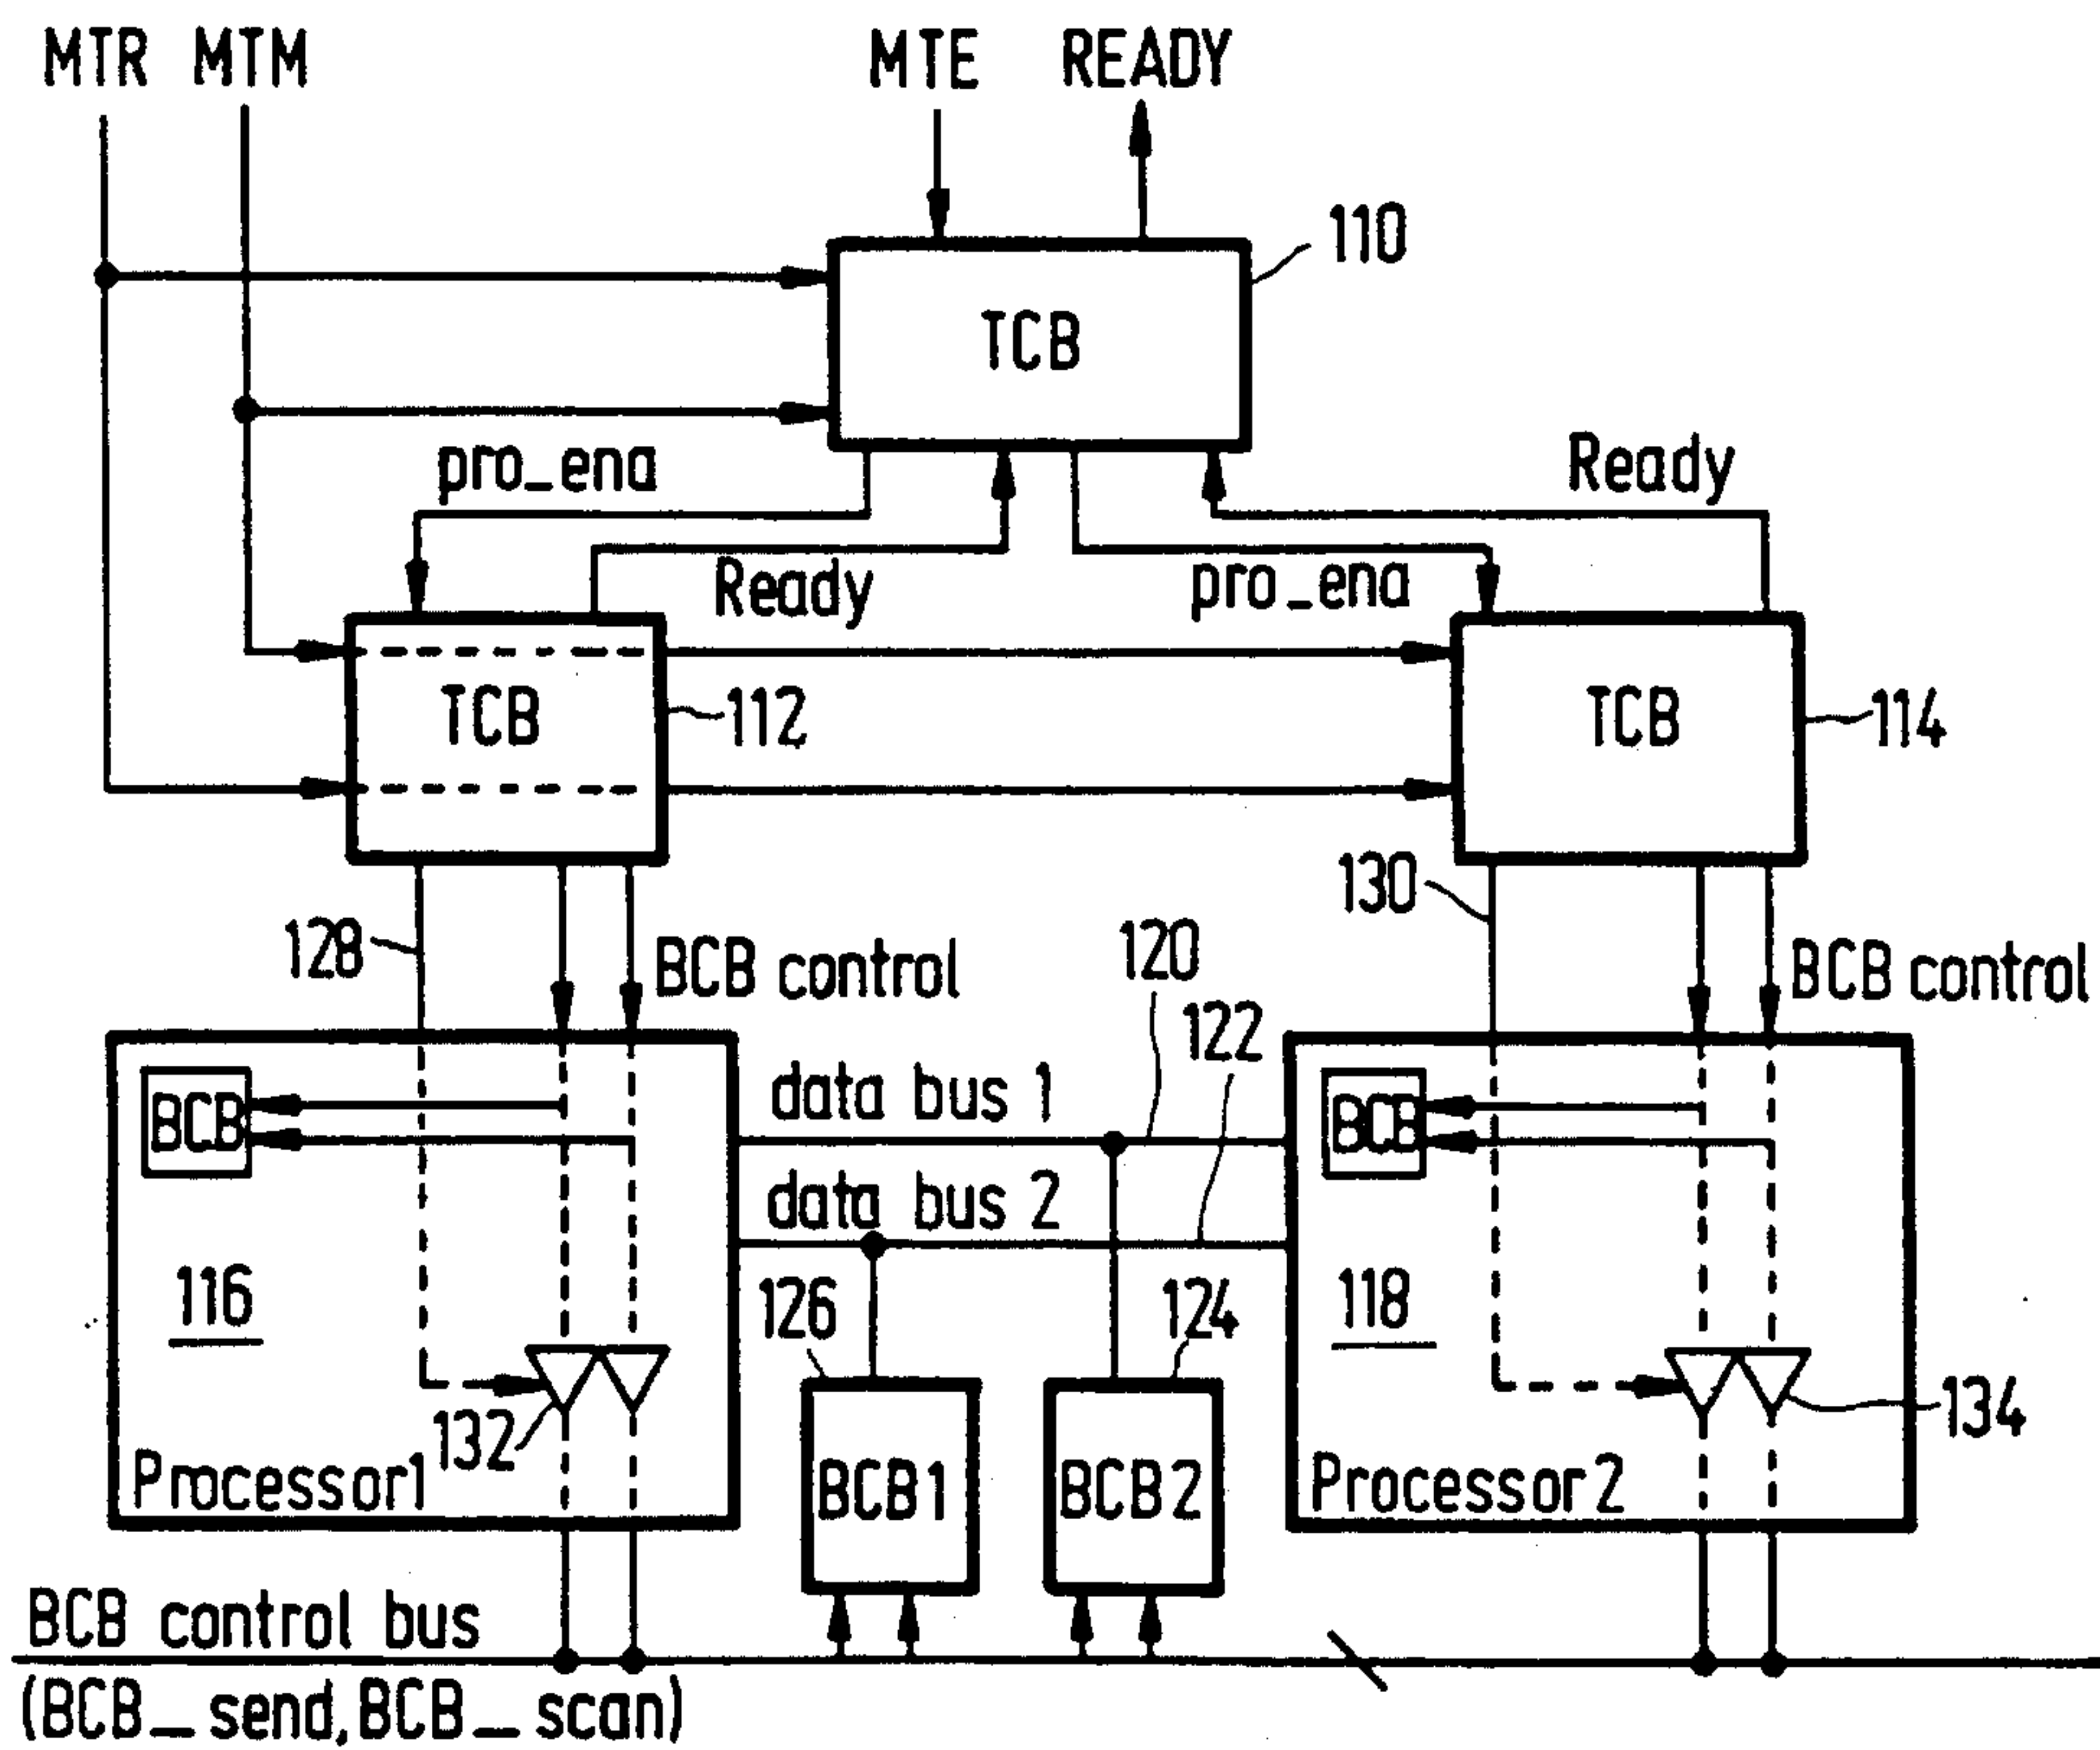 MTR MTM MTE READY
110
TCB
pro_ena Ready
Ready pro_ena
TCB 112 TCB 114
130
128 BCB control 120 BCB control
122
BCB data bus 1 BCB
data bus 2
116 126 124 118
132 134
Processor1 BCB1 BCB2 Processor2
BCB control bus
(BCB_send,BCB_scan)